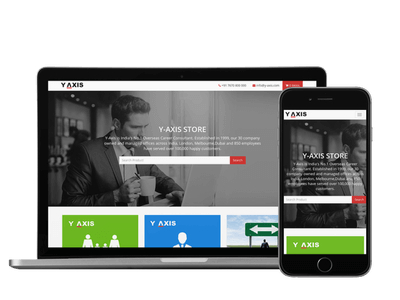 Y-AXIS
+91 7670 800 000
info@y-axis.com
Y-AXIS STORE
Y-Axis is India's No.1 Overseas Career Consultant. Established in 1999, our 30 company
owned and managed offices across India, London, Melbourne,Dubai and 850 employees
have served over 100,000 happy customers.
Search Product
Search
Y-AXIS
Y-AXIS
Y-AXIS
Y-AXIS STORE
Y-Axis is India's No.1 Overseas Career
Consultant. Established in 1999, our 30
company owned and managed offices across
India, London, Melbourne,Dubai and 850
employees have served over 100,000 happy
customers.
Search Product
Search
Y-AXIS